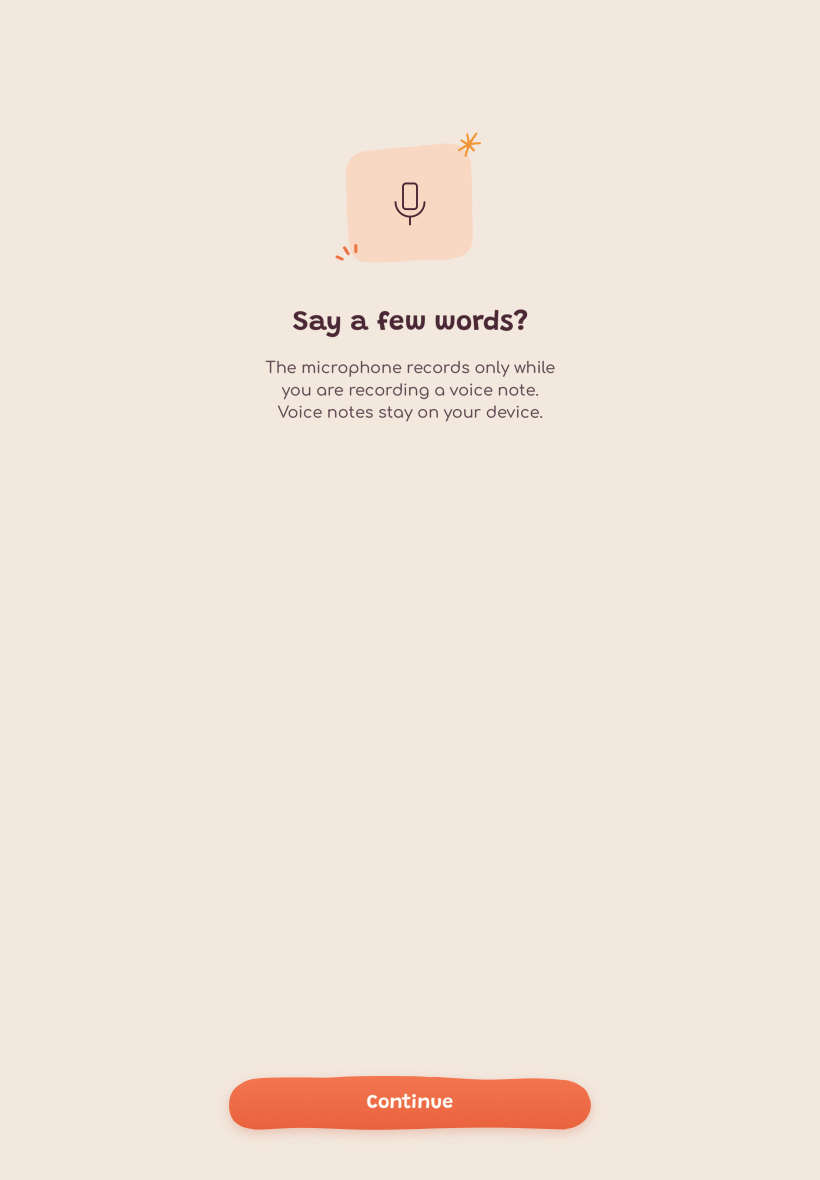 Say a few words?
The microphone records only while
you are recording a voice note.
Voice notes stay on your device.
Continue